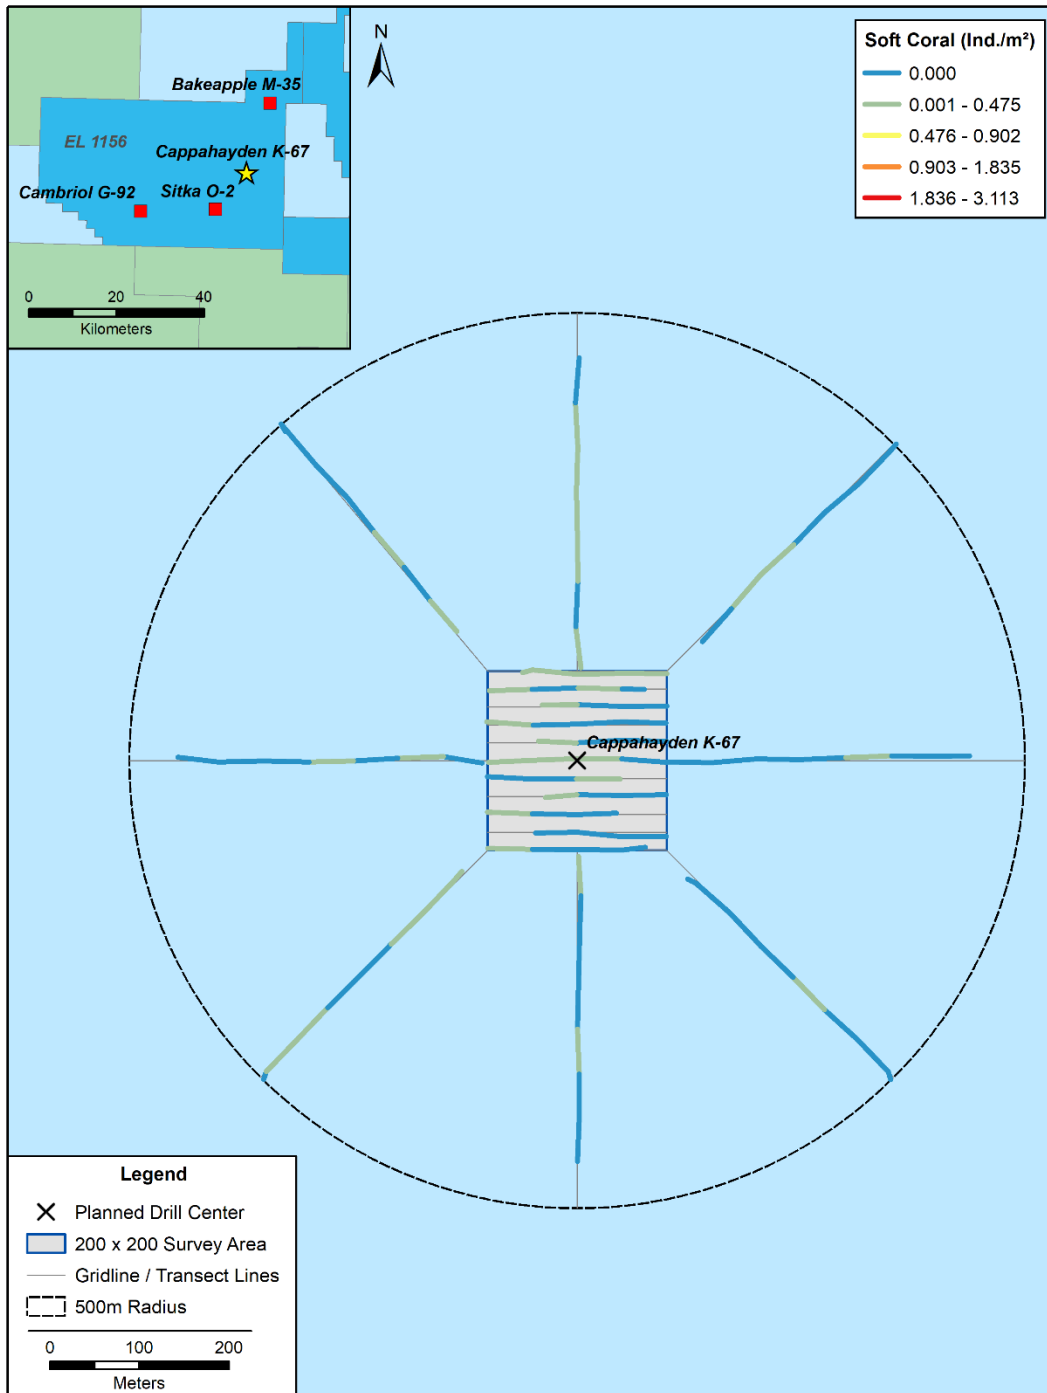 Bakeapple M-35
EL 1156
Cappahayden K-67
Cambriol G-92
Sitka O-2
0 20 40
Kilometers
N
Soft Coral (Ind./m²)
0.000
0.001 - 0.475
0.476 - 0.902
0.903 - 1.835
1.836 - 3.113
Cappahayden K-67
Legend
Planned Drill Center
200 x 200 Survey Area
Gridline / Transect Lines
500m Radius
0 100 200
Meters